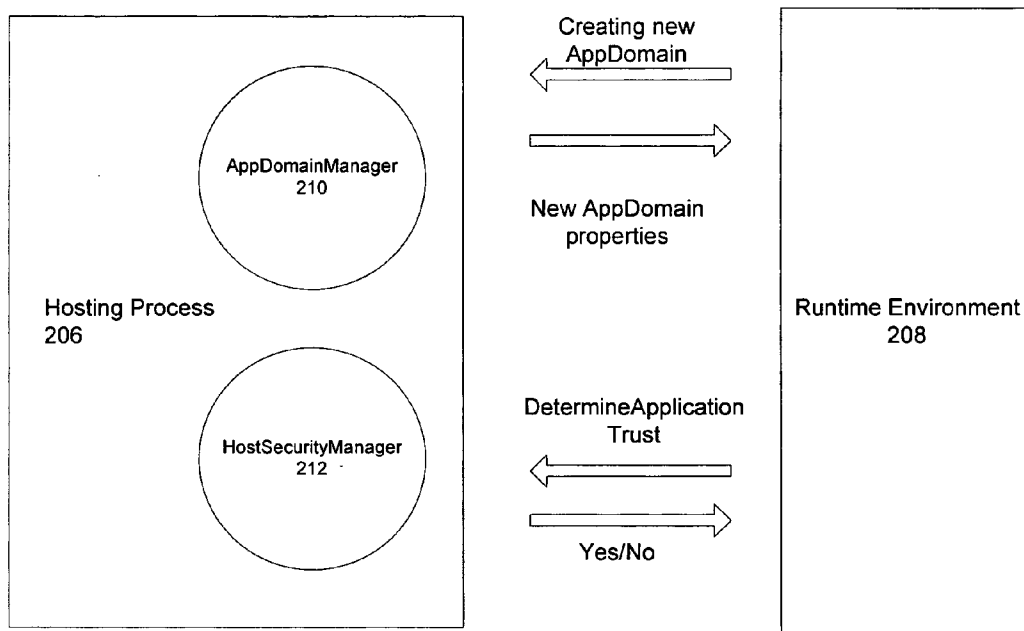 Creating new
AppDomain
AppDomainManager
210
New AppDomain
properties
Hosting Process
206
Runtime Environment
208
DetermineApplication
Trust
HostSecurityManager
212
Yes/No